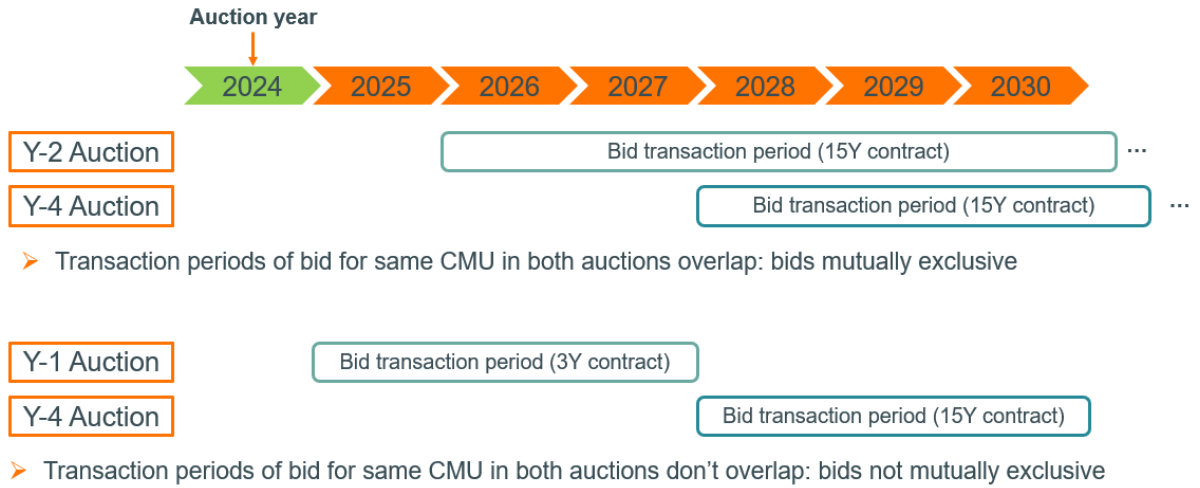 Auction year
2024 2025 2026 2027 2028 2029 2030
Y-2 Auction
Bid transaction period (15Y contract) ...
Y-4 Auction
Bid transaction period (15Y contract) ...
Transaction periods of bid for same CMU in both auctions overlap: bids mutually exclusive
Y-1 Auction
Bid transaction period (3Y contract)
Y-4 Auction
Bid transaction period (15Y contract)
Transaction periods of bid for same CMU in both auctions don’t overlap: bids not mutually exclusive